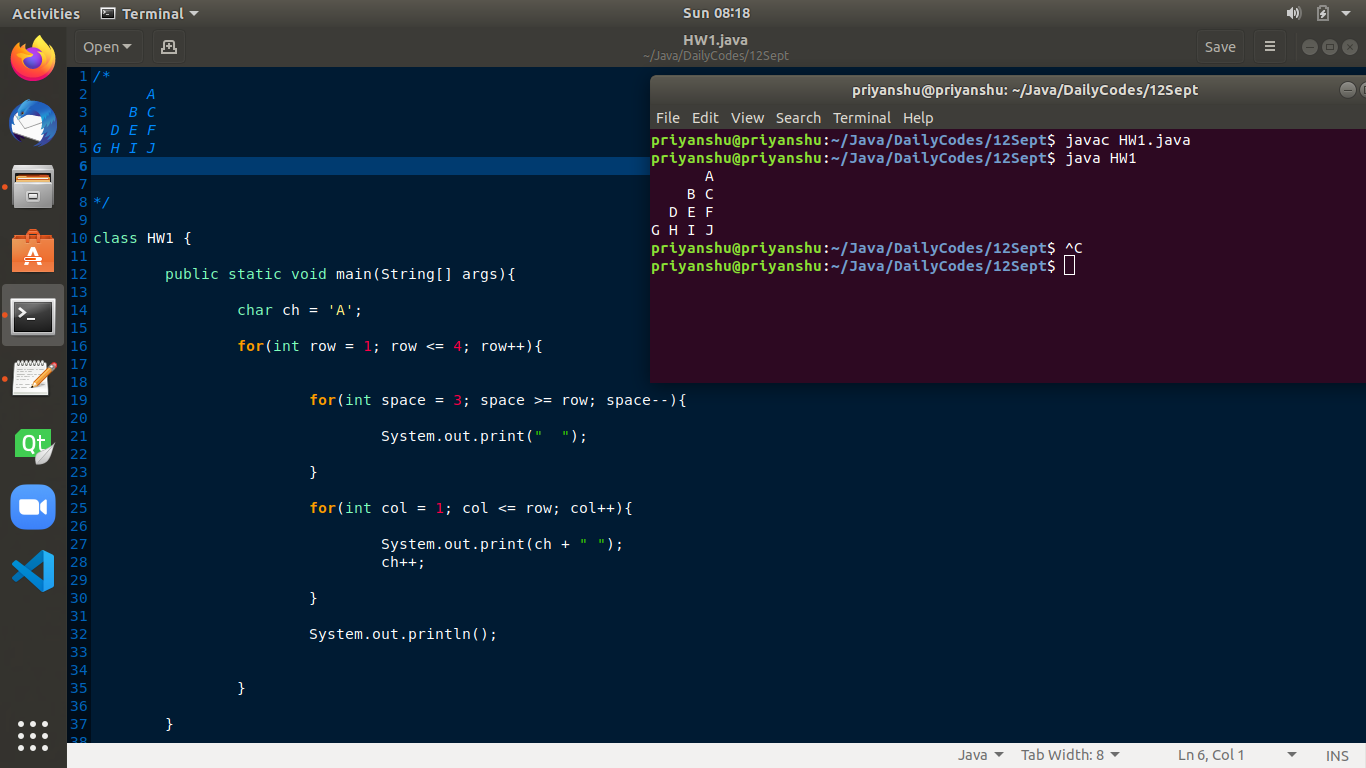 Activities Terminal Sun 08:18
Open HW1.java Save
~/Java/DailyCodes/12Sept
1 /*
2       A
3     B C
4   D E F
5 G H I J
6
7
8 */
9
10 class HW1 {
11
12         public static void main(String[] args){
13
14                 char ch = 'A';
15
16                 for(int row = 1; row <= 4; row++){
17
18
19                         for(int space = 3; space >= row; space--){
20
21                                 System.out.print("  ");
22
23                         }
24
25                         for(int col = 1; col <= row; col++){
26
27                                 System.out.print(ch + " ");
28                                 ch++;
29
30                         }
31
32                         System.out.println();
33
34
35                 }
36
37         }
38
priyanshu@priyanshu: ~/Java/DailyCodes/12Sept
File Edit View Search Terminal Help
priyanshu@priyanshu:~/Java/DailyCodes/12Sept$ javac HW1.java
priyanshu@priyanshu:~/Java/DailyCodes/12Sept$ java HW1
      A
    B C
  D E F
G H I J
priyanshu@priyanshu:~/Java/DailyCodes/12Sept$ ^C
priyanshu@priyanshu:~/Java/DailyCodes/12Sept$
Qt
Java Tab Width: 8 Ln 6, Col 1 INS